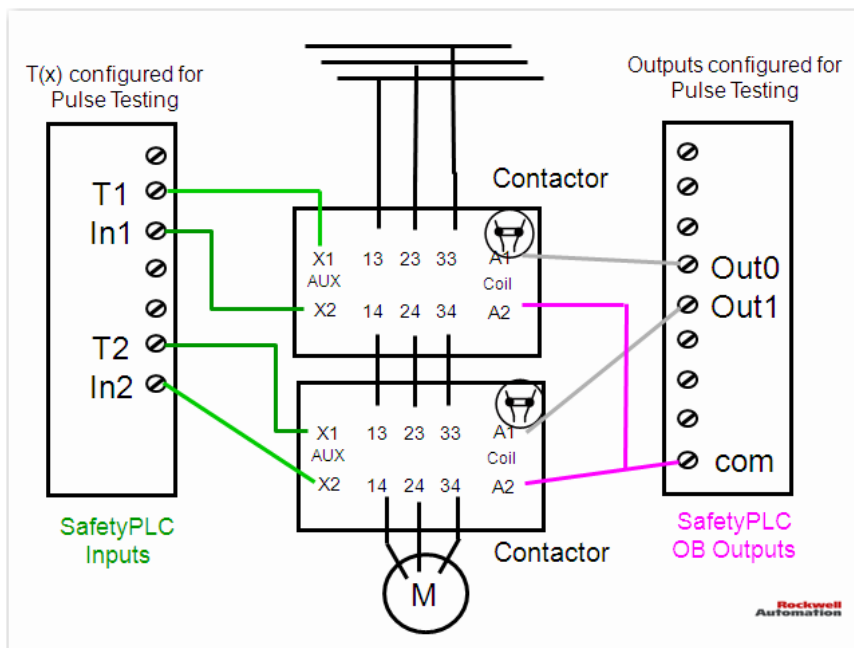 T(x) configured for
Pulse Testing
T1
In1
T2
In2
SafetyPLC
Inputs
Contactor
X1 13 23 33 A1
AUX Coil
X2 14 24 34 A2
X1 13 23 33 A1
AUX Coil
X2 14 24 34 A2
Contactor
M
Outputs configured for
Pulse Testing
Out0
Out1
com
SafetyPLC
OB Outputs
Rockwell
Automation